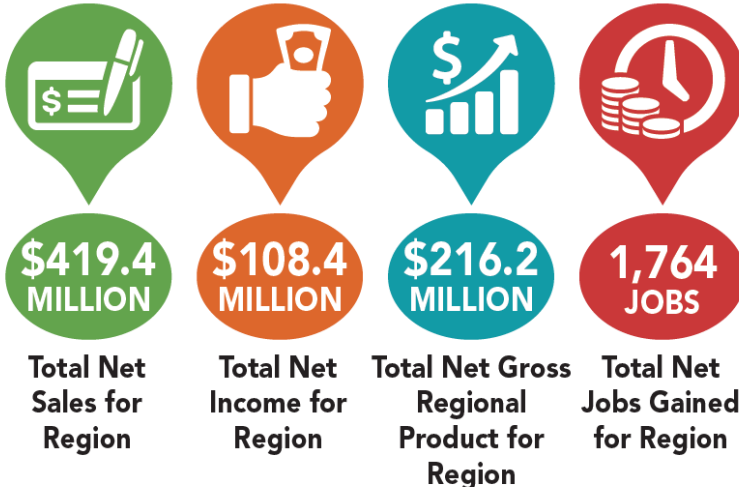 $
$
$419.4
MILLION
Total Net
Sales for
Region
$108.4
MILLION
Total Net
Income for
Region
$216.2
MILLION
Total Net Gross
Regional
Product for
Region
1,764
JOBS
Total Net
Jobs Gained
for Region